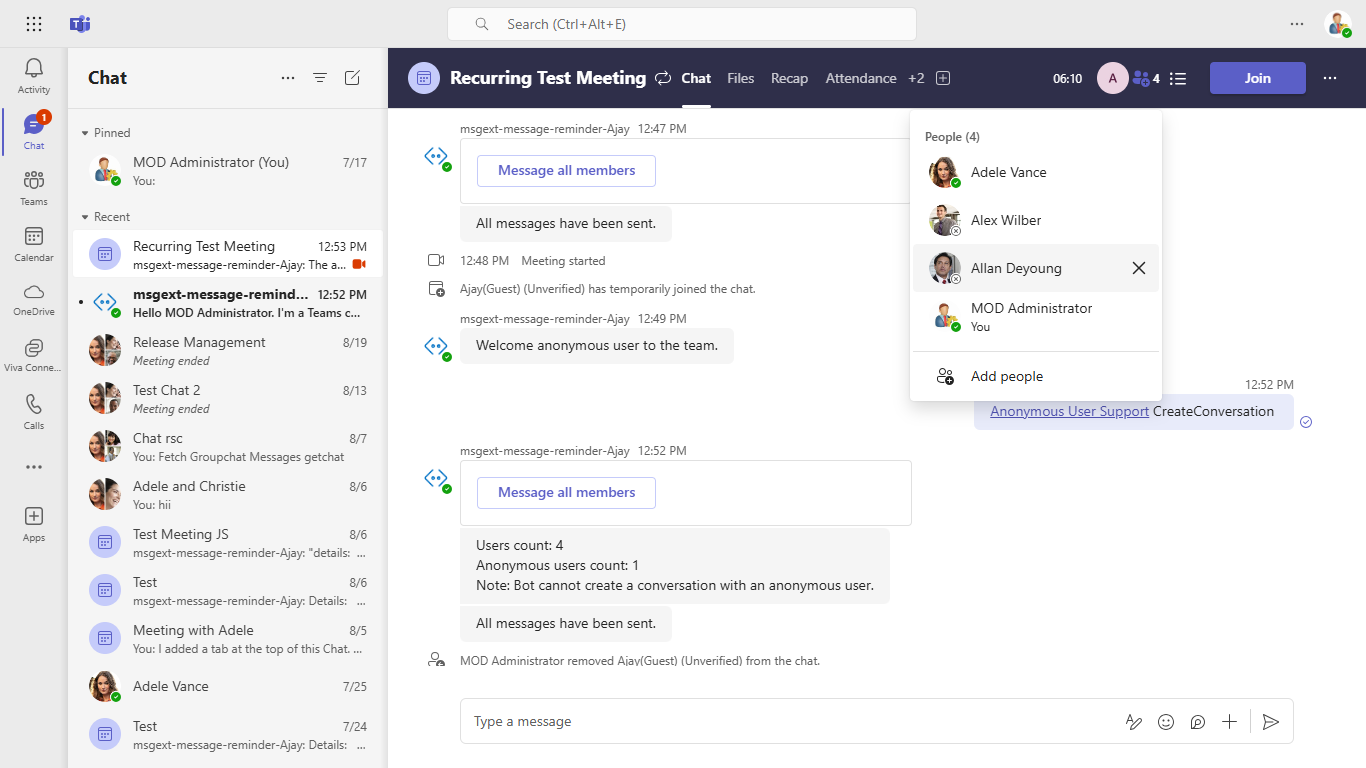 Search (Ctrl+Alt+E)
Activity
Chat
1
Teams
Calendar
OneDrive
Viva Conne...
Calls
Apps
Chat
Pinned
MOD Administrator (You) 7/17
You:
Recent
Recurring Test Meeting 12:53 PM
msgext-message-reminder-Ajay: The a...
msgext-message-remind... 12:52 PM
Hello MOD Administrator. I'm a Teams c...
Release Management 8/19
Meeting ended
Test Chat 2 8/13
Meeting ended
Chat rsc 8/7
You: Fetch Groupchat Messages getchat
Adele and Christie 8/6
You: hii
Test Meeting JS 8/6
msgext-message-reminder-Ajay: "details: ...
Test 8/6
msgext-message-reminder-Ajay: Details: ...
Meeting with Adele 8/5
You: I added a tab at the top of this Chat. ...
Adele Vance 7/25
Test 7/24
msgext-message-reminder-Ajay: Details: ...
Recurring Test Meeting Chat Files Recap Attendance +2 06:10 A 4 Join
msgext-message-reminder-Ajay 12:47 PM
Message all members
All messages have been sent.
12:48 PM Meeting started
Ajay(Guest) (Unverified) has temporarily joined the chat.
msgext-message-reminder-Ajay 12:49 PM
Welcome anonymous user to the team.
12:52 PM
Anonymous User Support CreateConversation
msgext-message-reminder-Ajay 12:52 PM
Message all members
Users count: 4
Anonymous users count: 1
Note: Bot cannot create a conversation with an anonymous user.
All messages have been sent.
MOD Administrator removed Ajay(Guest) (Unverified) from the chat.
Type a message
People (4)
Adele Vance
Alex Wilber
Allan Deyoung
MOD Administrator
You
Add people